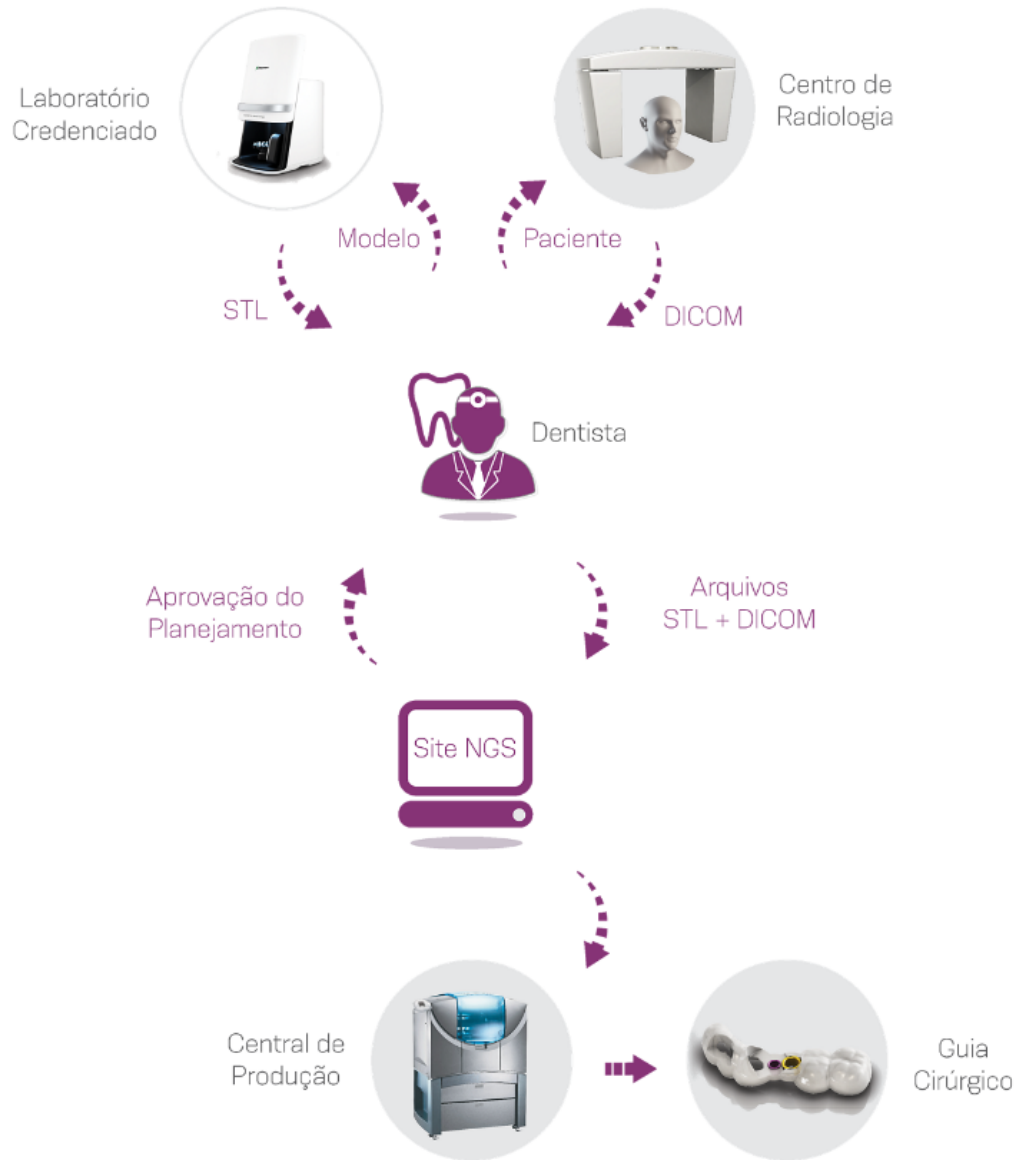 Laboratório
Credenciado
Centro de
Radiologia
Modelo
Paciente
STL
DICOM
Dentista
Aprovação do
Planejamento
Arquivos
STL + DICOM
Site NGS
Central de
Produção
Guia
Cirúrgico